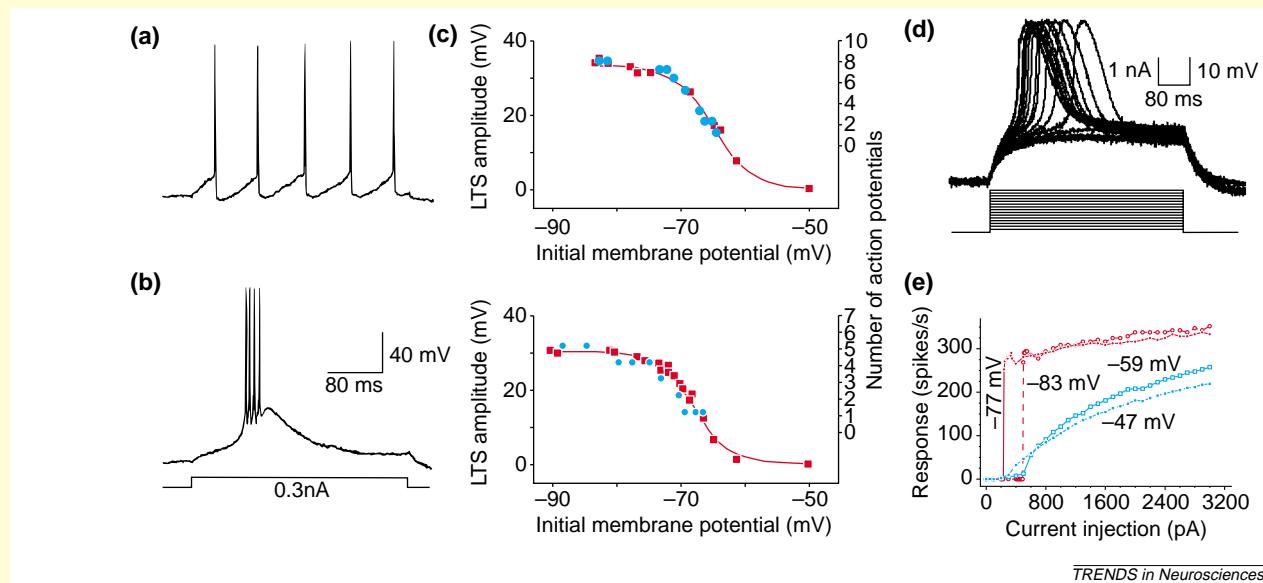 (a)
(b)
80 ms
40 mV
0.3nA
(c)
LTS amplitude (mV)
40
20
0
10
8
6
4
2
0
–90
–70
–50
Initial membrane potential (mV)
LTS amplitude (mV)
40
20
0
7
6
5
4
3
2
1
0
Number of action potentials
–90
–70
–50
Initial membrane potential (mV)
(d)
1 nA
10 mV
80 ms
(e)
Response (spikes/s)
300
200
100
0
–77 mV
–83 mV
–59 mV
–47 mV
0
800
1600
2400
3200
Current injection (pA)
TRENDS in Neurosciences